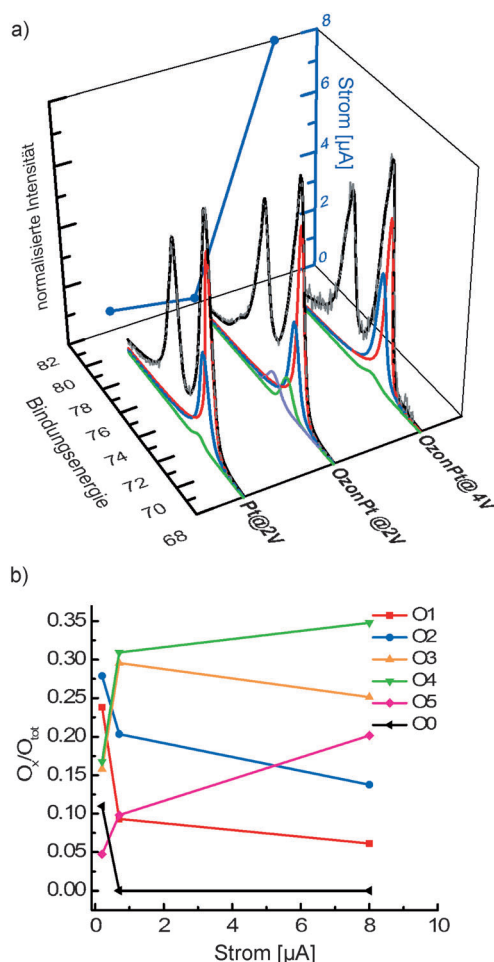 a)
normalisierte Intensität
Strom [µA]
8
6
4
2
0
82
80
78
76
74
72
70
68
Bindungsenergie
Pt@2V
OzonPt @2V
OzonPt@4V
b)
O1
O2
O3
O4
O5
O0
Ox/Otot
0.35
0.30
0.25
0.20
0.15
0.10
0.05
0.00
0
2
4
6
8
10
Strom [µA]